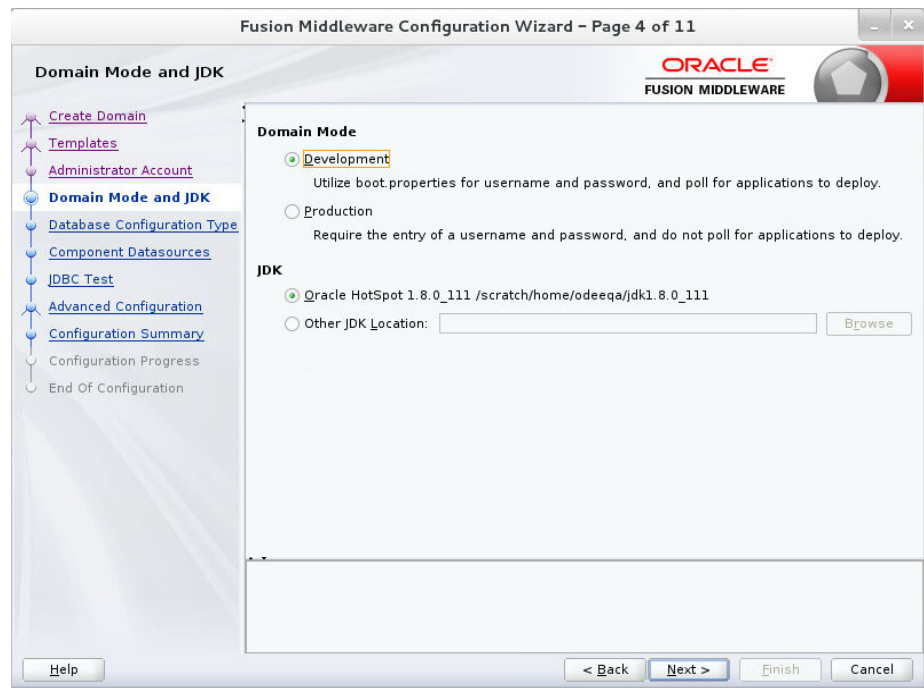 Fusion Middleware Configuration Wizard – Page 4 of 11
Domain Mode and JDK
ORACLE
FUSION MIDDLEWARE
Create Domain
Templates
Administrator Account
Domain Mode and JDK
Database Configuration Type
Component Datasources
JDBC Test
Advanced Configuration
Configuration Summary
Configuration Progress
End Of Configuration
Domain Mode
Development
Utilize boot.properties for username and password, and poll for applications to deploy.
Production
Require the entry of a username and password, and do not poll for applications to deploy.
JDK
Oracle HotSpot 1.8.0_111 /scratch/home/odeeqa/jdk1.8.0_111
Other JDK Location:
Browse
Help
< Back
Next >
Finish
Cancel